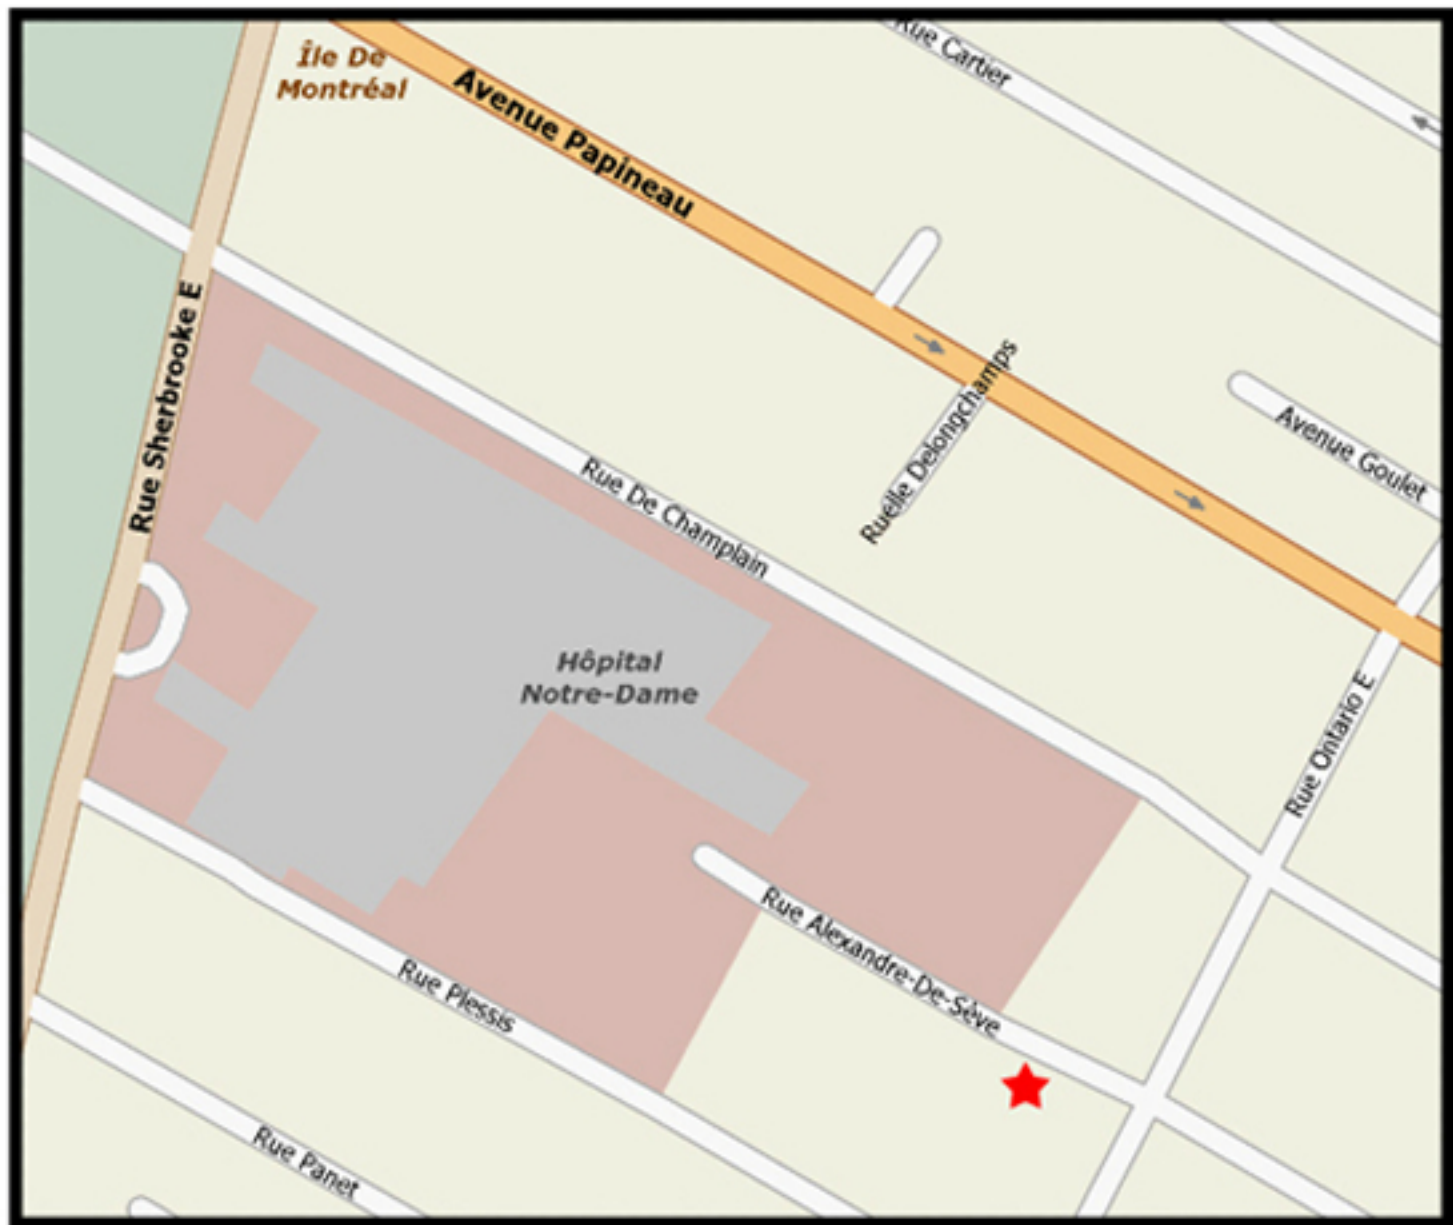 Île De
Montréal
Avenue Papineau
Rue Cartier
Rue Sherbrooke E
Ruelle Delongchamps
Avenue Goulet
Rue De Champlain
Hôpital
Notre-Dame
Rue Ontario E
Rue Alexandre-De-Sève
Rue Plessis
Rue Panet